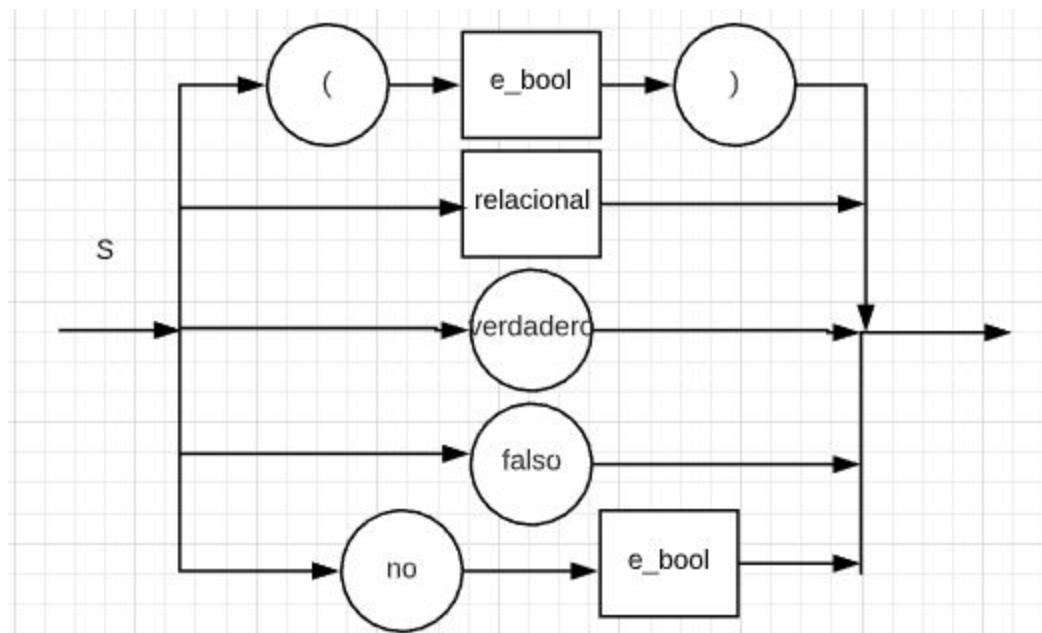 ( e_bool )
relacional
S
verdadero
falso
no e_bool